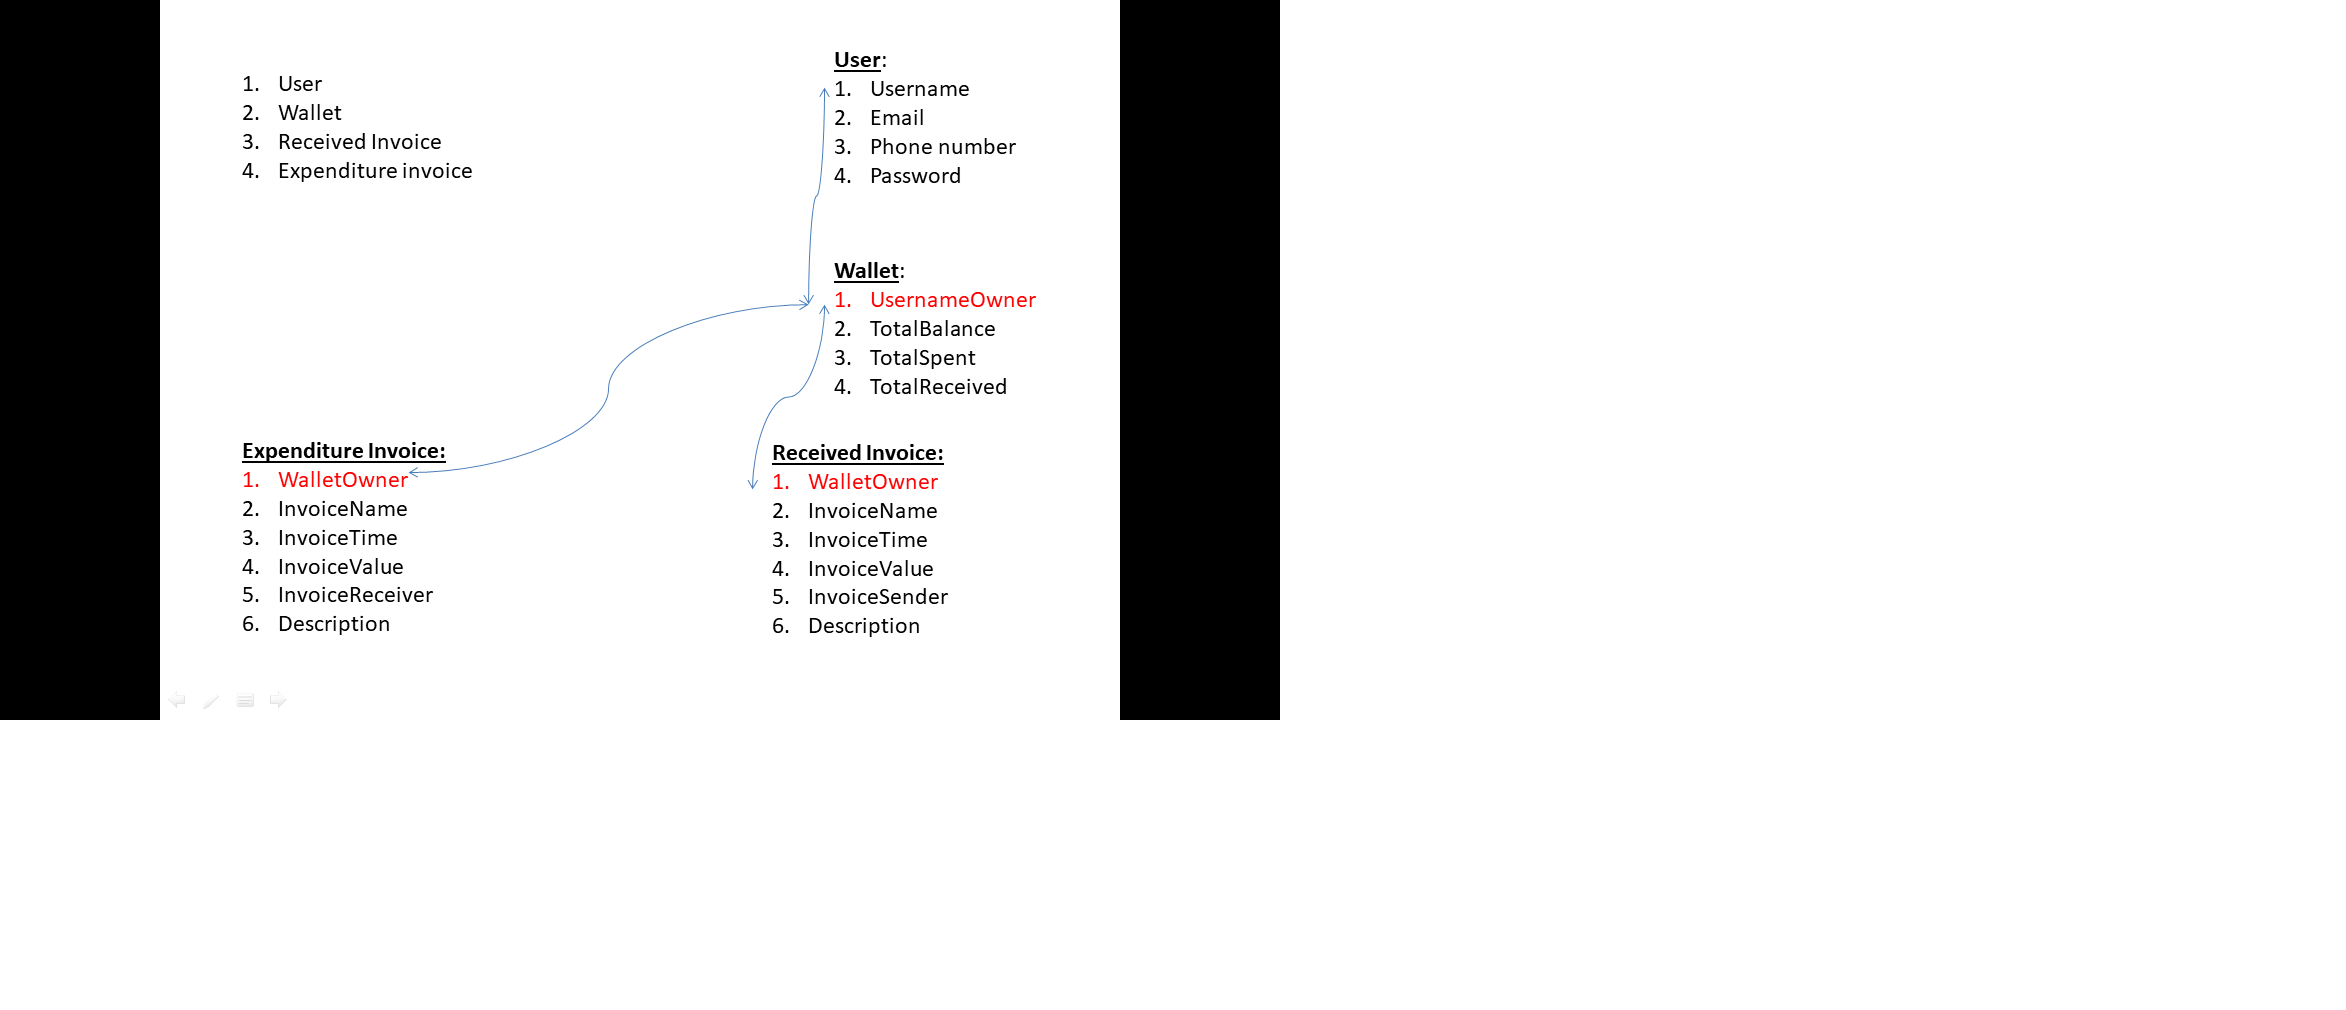 1. User
2. Wallet
3. Received Invoice
4. Expenditure invoice
User:
1. Username
2. Email
3. Phone number
4. Password
Wallet:
1. UsernameOwner
2. TotalBalance
3. TotalSpent
4. TotalReceived
Expenditure Invoice:
1. WalletOwner
2. InvoiceName
3. InvoiceTime
4. InvoiceValue
5. InvoiceReceiver
6. Description
Received Invoice:
1. WalletOwner
2. InvoiceName
3. InvoiceTime
4. InvoiceValue
5. InvoiceSender
6. Description